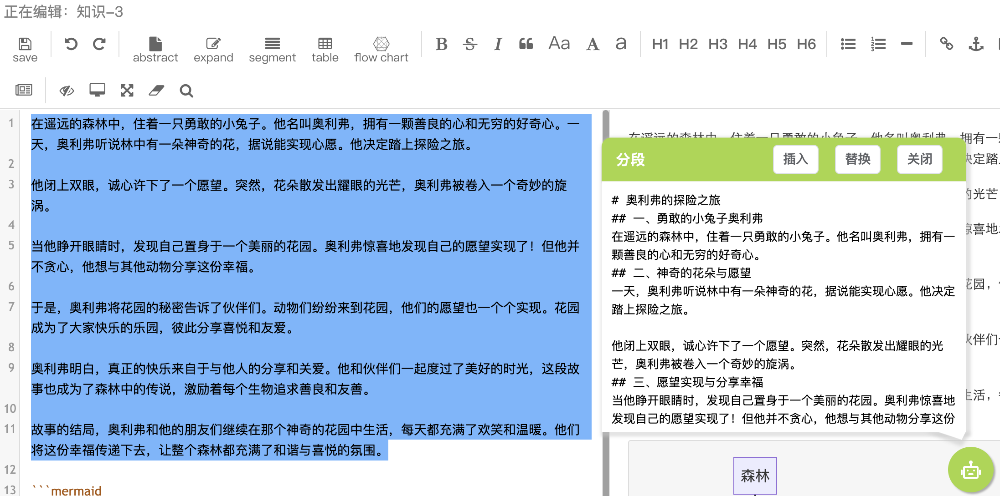 正在编辑：知识-3
save
abstract
expand
segment
table
flow chart
B S I Aa A a
H1 H2 H3 H4 H5 H6
1
在遥远的森林中，住着一只勇敢的小兔子。他名叫奥利弗，拥有一颗善良的心和无穷的好奇心。一
天，奥利弗听说林中有一朵神奇的花，据说能实现心愿。他决定踏上探险之旅。
2
3
他闭上双眼，诚心许下了一个愿望。突然，花朵散发出耀眼的光芒，奥利弗被卷入一个奇妙的旋
涡。
4
5
当他睁开眼睛时，发现自己置身于一个美丽的花园。奥利弗惊喜地发现自己的愿望实现了！但他并
不贪心，他想与其他动物分享这份幸福。
6
7
于是，奥利弗将花园的秘密告诉了伙伴们。动物们纷纷来到花园，他们的愿望也一个个实现。花园
成为了大家快乐的乐园，彼此分享喜悦和友爱。
8
9
奥利弗明白，真正的快乐来自于与他人的分享和关爱。他和伙伴们一起度过了美好的时光，这段故
事也成为了森林中的传说，激励着每个生物追求善良和友善。
10
11
故事的结局，奥利弗和他的朋友们继续在那个神奇的花园中生活，每天都充满了欢笑和温暖。他们
将这份幸福传递下去，让整个森林都充满了和谐与喜悦的氛围。
12
13
```mermaid
在遥远的森林中，住着一只勇敢的小兔子。他名叫奥利弗，拥有一
定踏
光芒
喜地
花园，
伴们
生活，
分段
插入
替换
关闭
# 奥利弗的探险之旅
## 一、勇敢的小兔子奥利弗
在遥远的森林中，住着一只勇敢的小兔子。他名叫奥利弗，拥有一
颗善良的心和无穷的好奇心。
## 二、神奇的花朵与愿望
一天，奥利弗听说林中有一朵神奇的花，据说能实现心愿。他决定
踏上探险之旅。
他闭上双眼，诚心许下了一个愿望。突然，花朵散发出耀眼的光
芒，奥利弗被卷入一个奇妙的旋涡。
## 三、愿望实现与分享幸福
当他睁开眼睛时，发现自己置身于一个美丽的花园。奥利弗惊喜地
发现自己的愿望实现了！但他并不贪心，他想与其他动物分享这份
森林